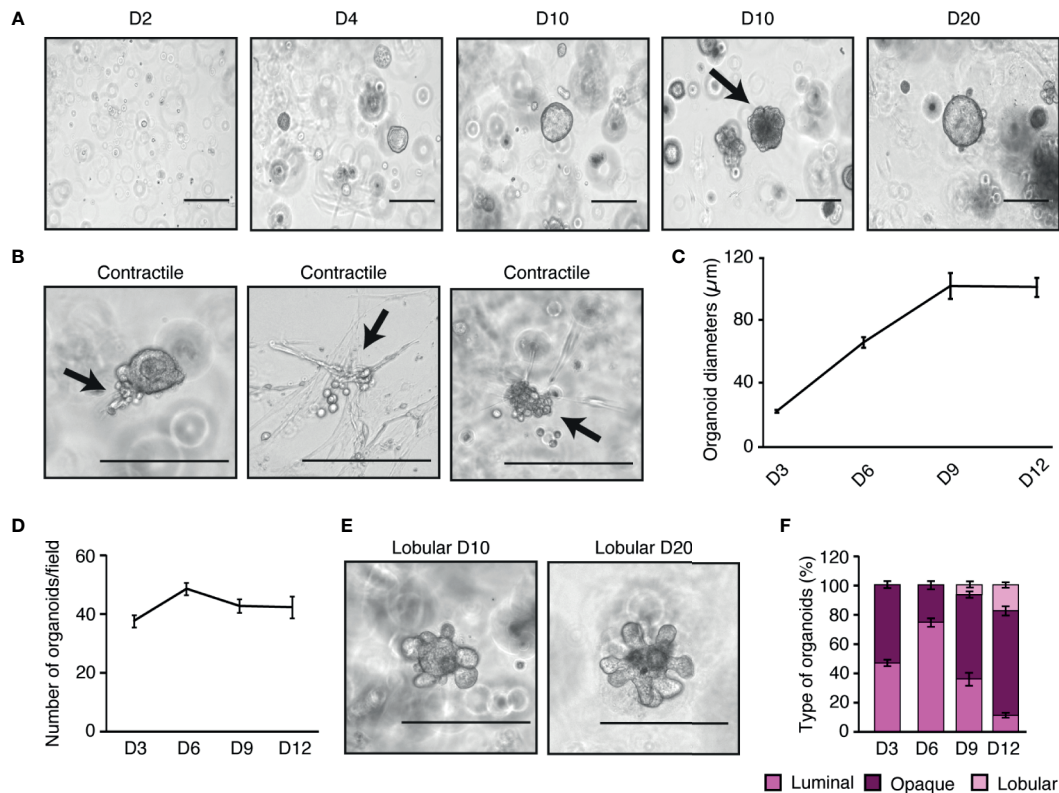 A
D2 D4 D10 D10 D20
B
Contractile Contractile Contractile
C
Organoid diameters (µm)
120
80
40
0
D3 D6 D9 D12
D
Number of organoids/field
60
40
20
0
D3 D6 D9 D12
E
Lobular D10 Lobular D20
F
Type of organoids (%)
120
100
80
60
40
20
0
D3 D6 D9 D12
Luminal Opaque Lobular